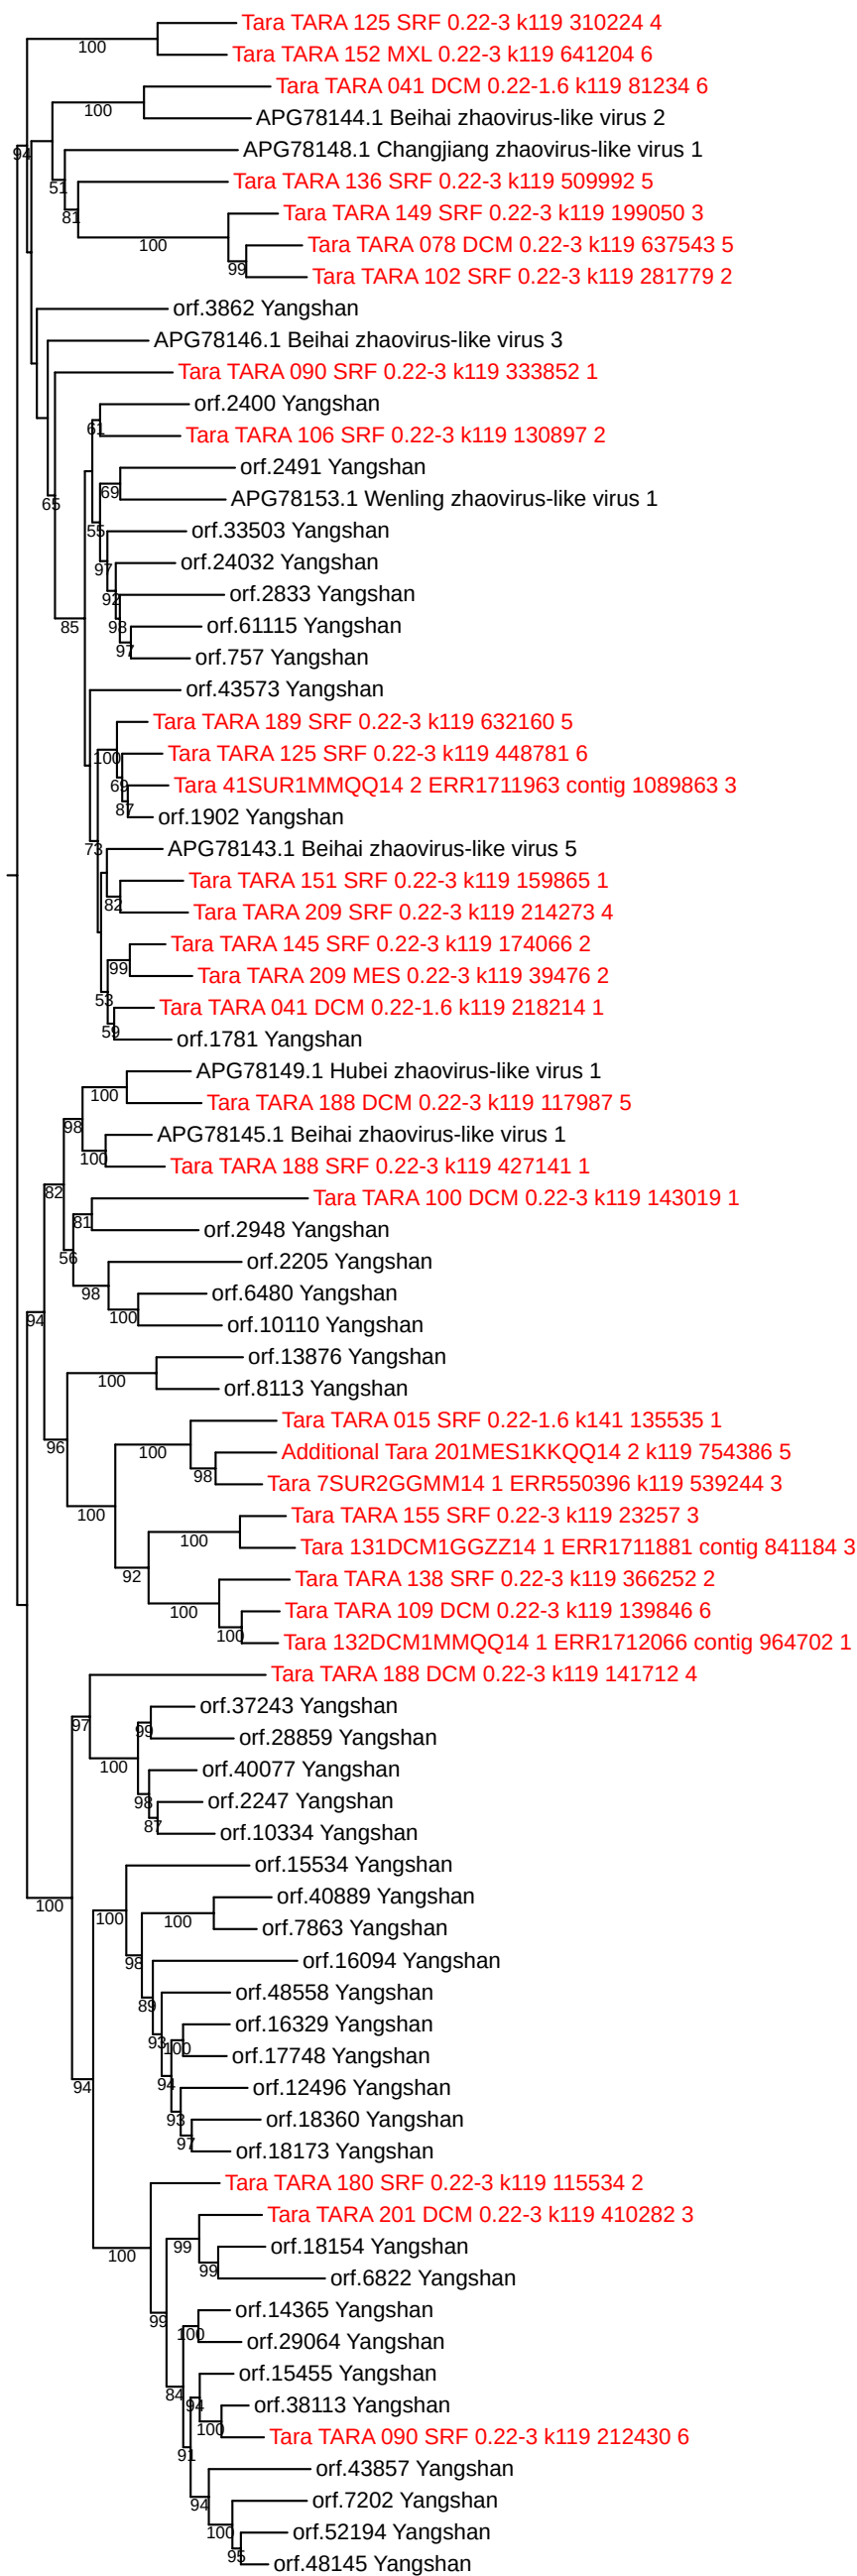 Tara TARA 125 SRF 0.22-3 k119 310224 4
100
Tara TARA 152 MXL 0.22-3 k119 641204 6
Tara TARA 041 DCM 0.22-1.6 k119 81234 6
100
APG78144.1 Beihai zhaovirus-like virus 2
94
APG78148.1 Changjiang zhaovirus-like virus 1
51
Tara TARA 136 SRF 0.22-3 k119 509992 5
81
Tara TARA 149 SRF 0.22-3 k119 199050 3
100
Tara TARA 078 DCM 0.22-3 k119 637543 5
99
Tara TARA 102 SRF 0.22-3 k119 281779 2
orf.3862 Yangshan
APG78146.1 Beihai zhaovirus-like virus 3
Tara TARA 090 SRF 0.22-3 k119 333852 1
orf.2400 Yangshan
61
Tara TARA 106 SRF 0.22-3 k119 130897 2
orf.2491 Yangshan
69
APG78153.1 Wenling zhaovirus-like virus 1
65
55
orf.33503 Yangshan
97
orf.24032 Yangshan
92
orf.2833 Yangshan
98
orf.61115 Yangshan
85
97
orf.757 Yangshan
orf.43573 Yangshan
Tara TARA 189 SRF 0.22-3 k119 632160 5
100
Tara TARA 125 SRF 0.22-3 k119 448781 6
69
Tara 41SUR1MMQQ14 2 ERR1711963 contig 1089863 3
87
orf.1902 Yangshan
73
APG78143.1 Beihai zhaovirus-like virus 5
Tara TARA 151 SRF 0.22-3 k119 159865 1
82
Tara TARA 209 SRF 0.22-3 k119 214273 4
Tara TARA 145 SRF 0.22-3 k119 174066 2
99
Tara TARA 209 MES 0.22-3 k119 39476 2
53
Tara TARA 041 DCM 0.22-1.6 k119 218214 1
59
orf.1781 Yangshan
APG78149.1 Hubei zhaovirus-like virus 1
100
Tara TARA 188 DCM 0.22-3 k119 117987 5
98
APG78145.1 Beihai zhaovirus-like virus 1
100
Tara TARA 188 SRF 0.22-3 k119 427141 1
82
Tara TARA 100 DCM 0.22-3 k119 143019 1
81
orf.2948 Yangshan
56
orf.2205 Yangshan
98
orf.6480 Yangshan
100
orf.10110 Yangshan
94
orf.13876 Yangshan
100
orf.8113 Yangshan
Tara TARA 015 SRF 0.22-1.6 k141 135535 1
96
100
Additional Tara 201MES1KKQQ14 2 k119 754386 5
98
Tara 7SUR2GGMM14 1 ERR550396 k119 539244 3
100
Tara TARA 155 SRF 0.22-3 k119 23257 3
100
Tara 131DCM1GGZZ14 1 ERR1711881 contig 841184 3
92
Tara TARA 138 SRF 0.22-3 k119 366252 2
100
Tara TARA 109 DCM 0.22-3 k119 139846 6
100
Tara 132DCM1MMQQ14 1 ERR1712066 contig 964702 1
Tara TARA 188 DCM 0.22-3 k119 141712 4
97
orf.37243 Yangshan
99
orf.28859 Yangshan
100
orf.40077 Yangshan
98
orf.2247 Yangshan
87
orf.10334 Yangshan
orf.15534 Yangshan
100
orf.40889 Yangshan
100
100
orf.7863 Yangshan
98
orf.16094 Yangshan
89
orf.48558 Yangshan
93
orf.16329 Yangshan
100
orf.17748 Yangshan
94
94
orf.12496 Yangshan
93
orf.18360 Yangshan
97
orf.18173 Yangshan
Tara TARA 180 SRF 0.22-3 k119 115534 2
Tara TARA 201 DCM 0.22-3 k119 410282 3
100
99
orf.18154 Yangshan
99
orf.6822 Yangshan
99
orf.14365 Yangshan
100
orf.29064 Yangshan
orf.15455 Yangshan
84
94
orf.38113 Yangshan
100
Tara TARA 090 SRF 0.22-3 k119 212430 6
91
orf.43857 Yangshan
94
orf.7202 Yangshan
100
orf.52194 Yangshan
95
orf.48145 Yangshan